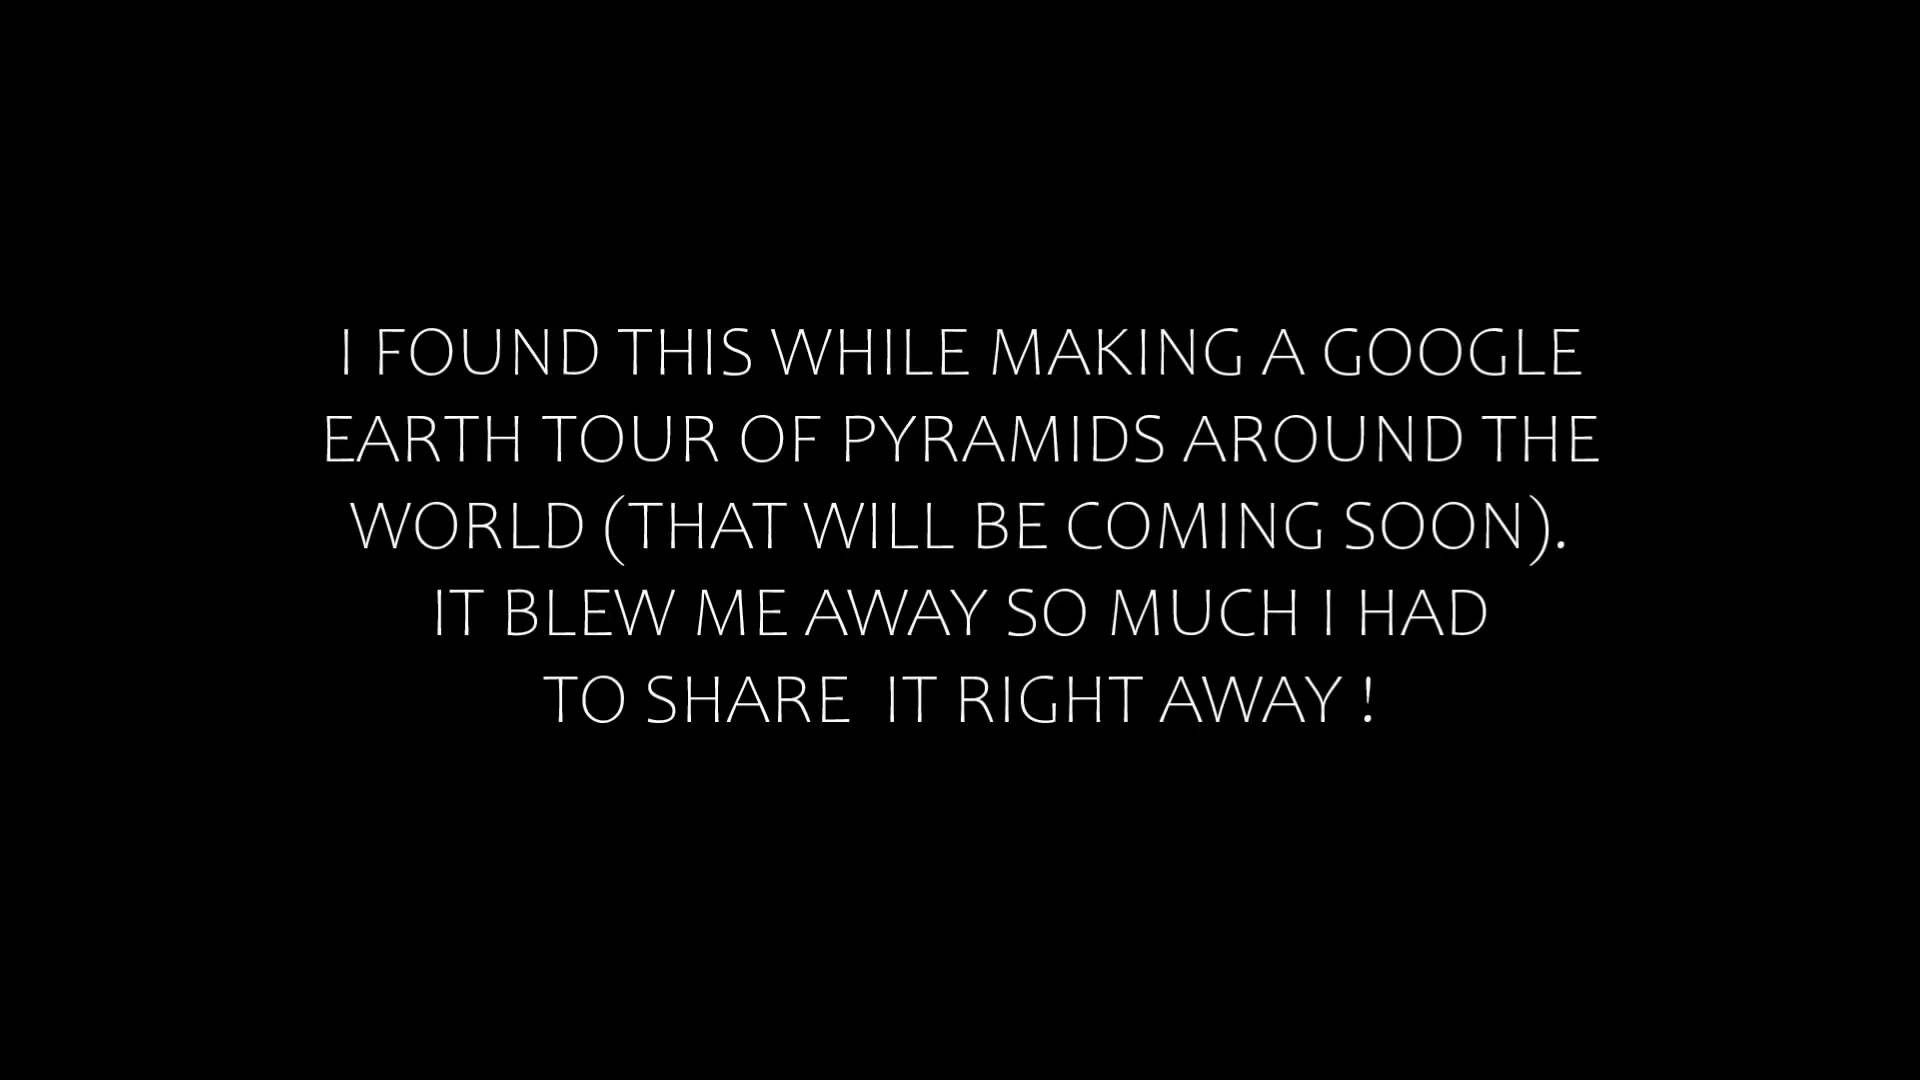 I FOUND THIS WHILE MAKING A GOOGLE
EARTH TOUR OF PYRAMIDS AROUND THE
WORLD (THAT WILL BE COMING SOON).
IT BLEW ME AWAY SO MUCH I HAD
TO SHARE  IT RIGHT AWAY !